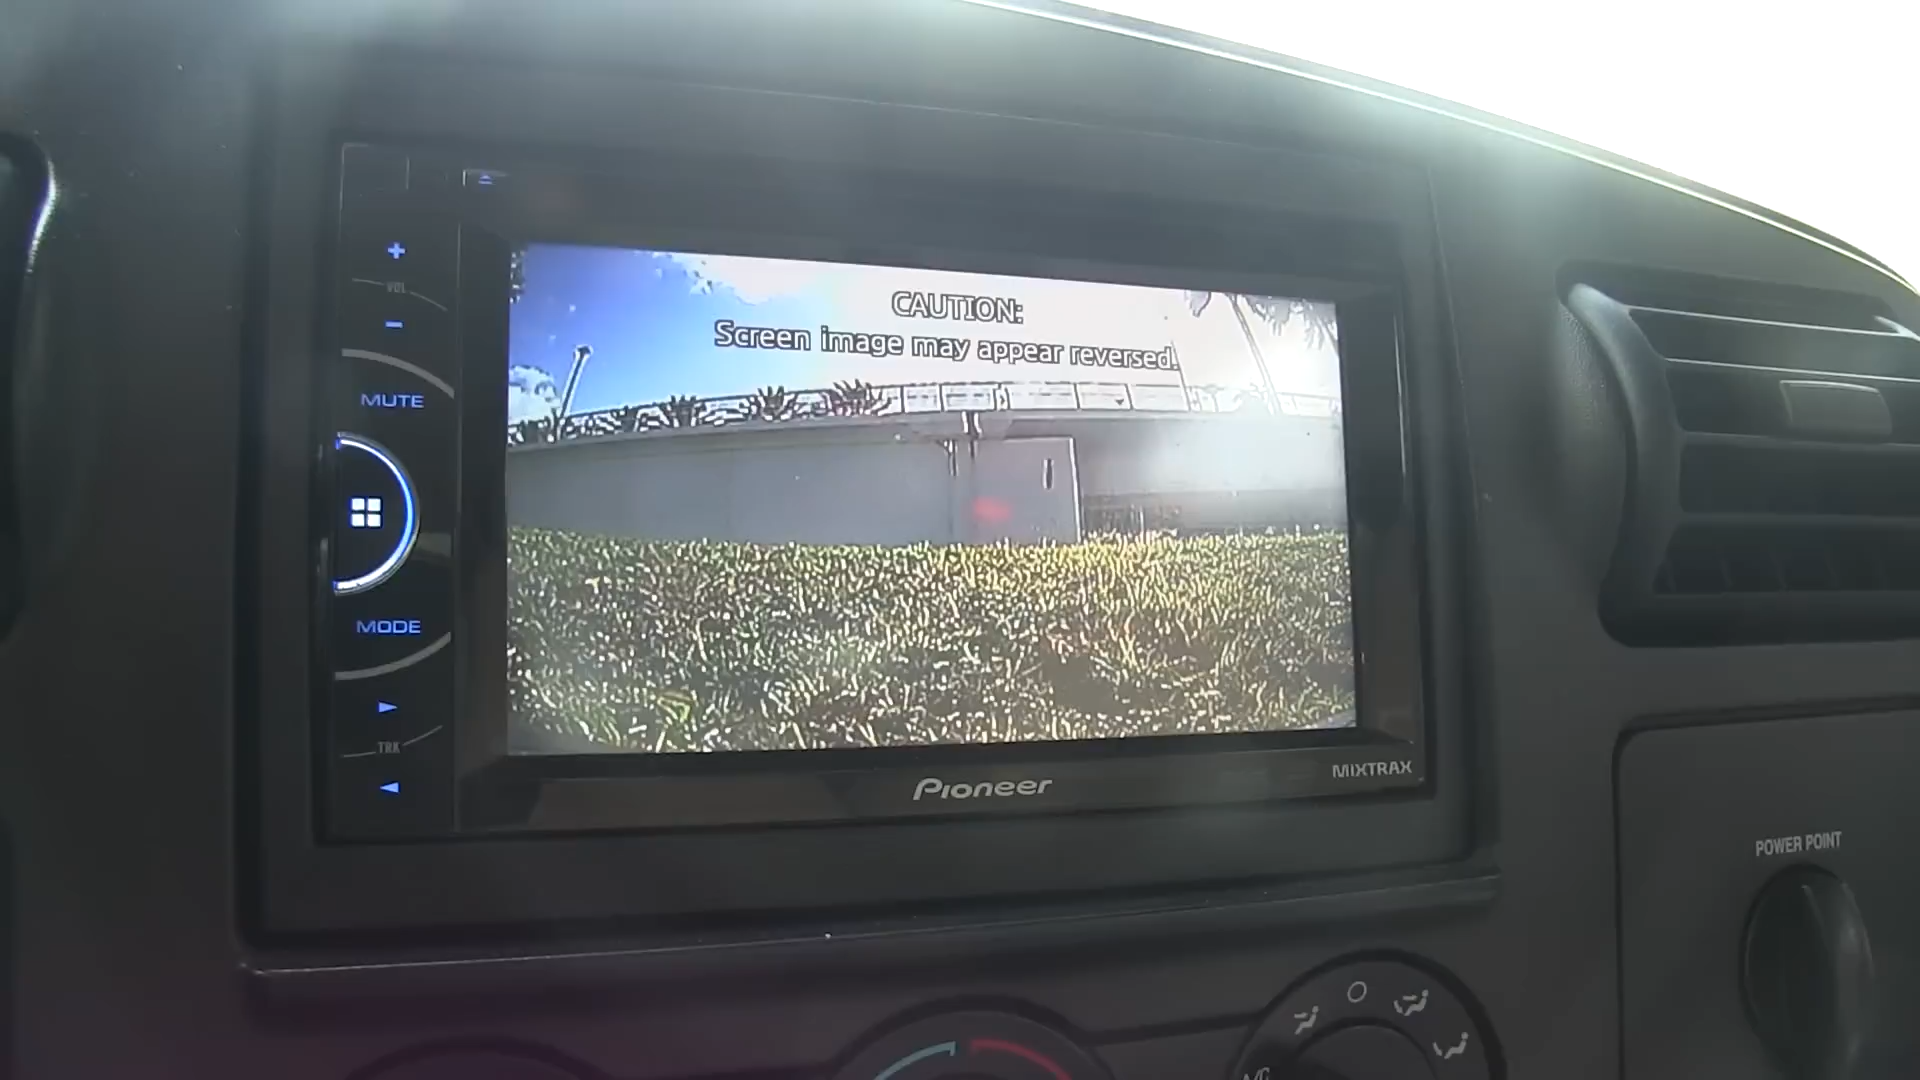 CAUTION:
Screen image may appear reversed.
VOL
MUTE
MODE
TRK
Pioneer
MIXTRAX
POWER POINT